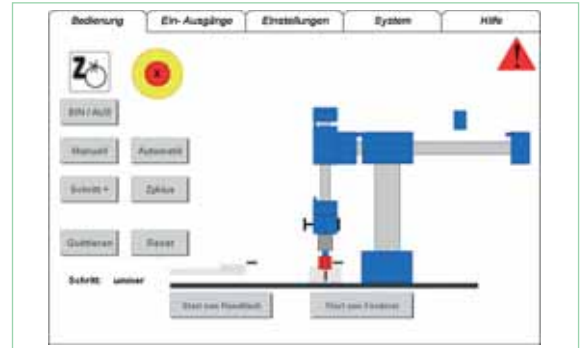 Bedienung Ein- Ausgänge Einstellungen System Hilfe
Z
X
EIN / AUS
Manuell Automatik
Schritt + Zyklus
Quittieren Reset
Schritt:
Start von Rundtisch Start von Förderer